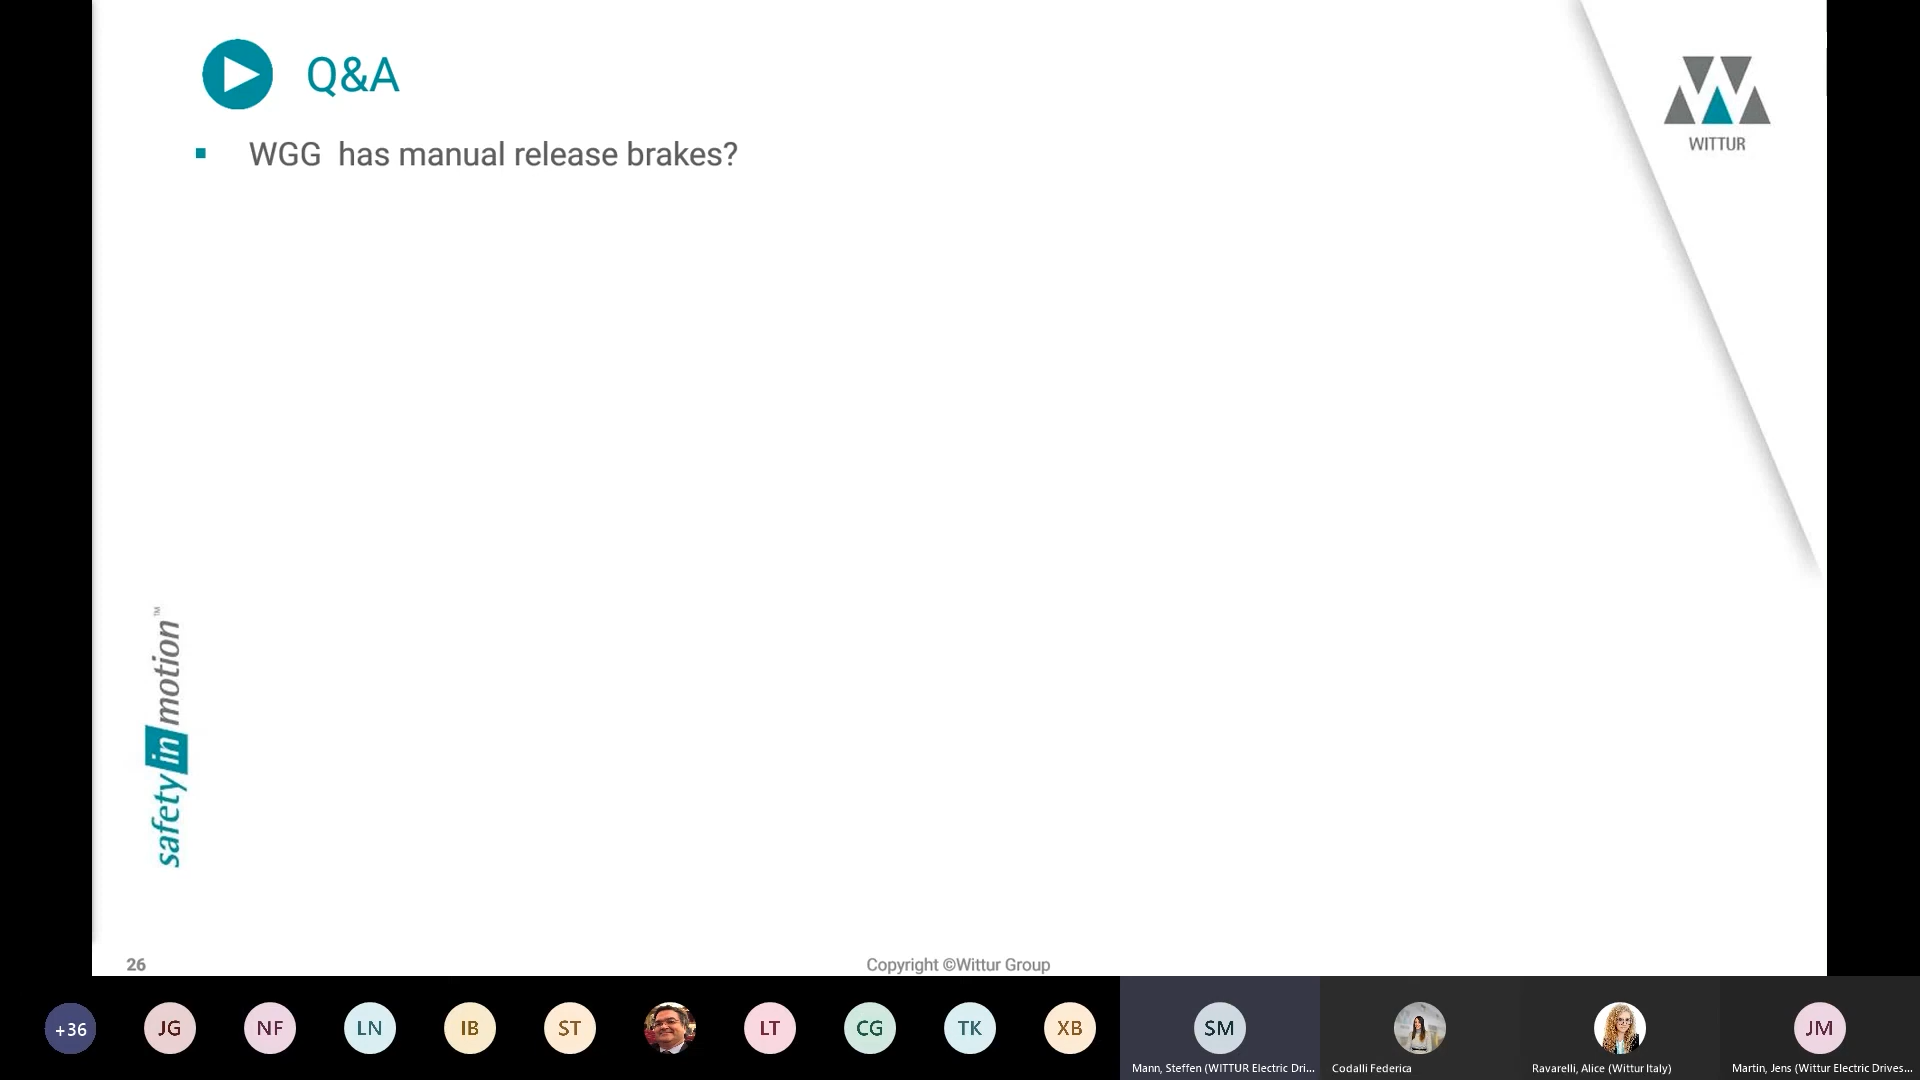 Q&A
WITTUR
▪ WGG has manual release brakes?
safety in motion™
26
Copyright ©Wittur Group
+36
JG
NF
LN
IB
ST
LT
CG
TK
XB
SM
JM
Mann, Steffen (WITTUR Electric Dri...
Codalli Federica
Ravarelli, Alice (Wittur Italy)
Martin, Jens (Wittur Electric Drives...